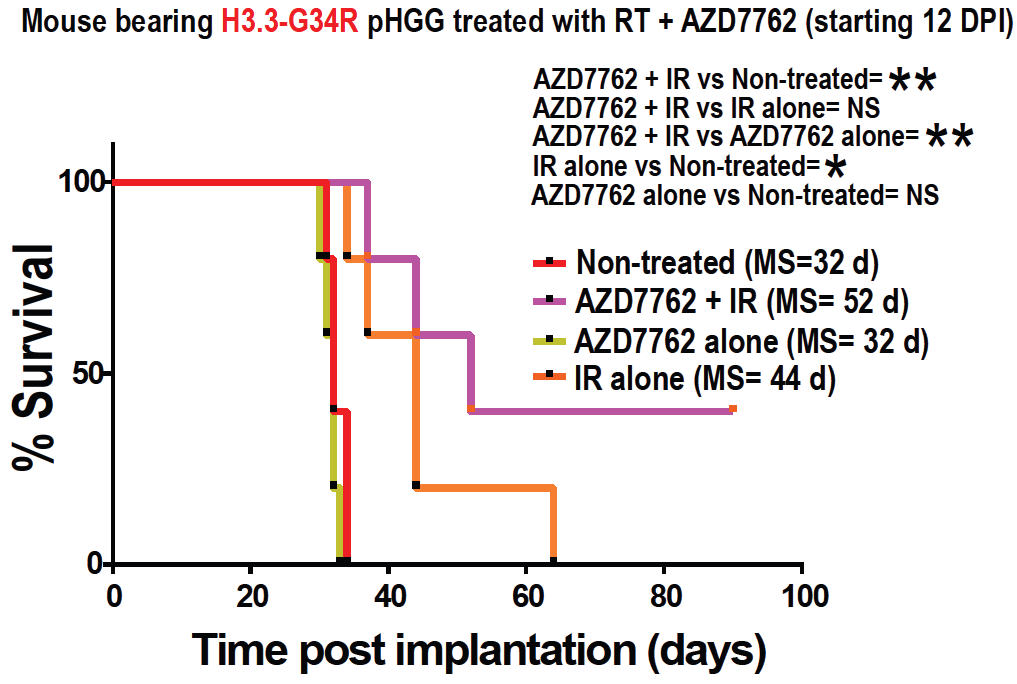 Mouse bearing H3.3-G34R pHGG treated with RT + AZD7762 (starting 12 DPI)
AZD7762 + IR vs Non-treated= **
AZD7762 + IR vs IR alone= NS
AZD7762 + IR vs AZD7762 alone= **
IR alone vs Non-treated= *
AZD7762 alone vs Non-treated= NS
Non-treated (MS=32 d)
AZD7762 + IR (MS= 52 d)
AZD7762 alone (MS= 32 d)
IR alone (MS= 44 d)
% Survival
100
50
0
0 20 40 60 80 100
Time post implantation (days)